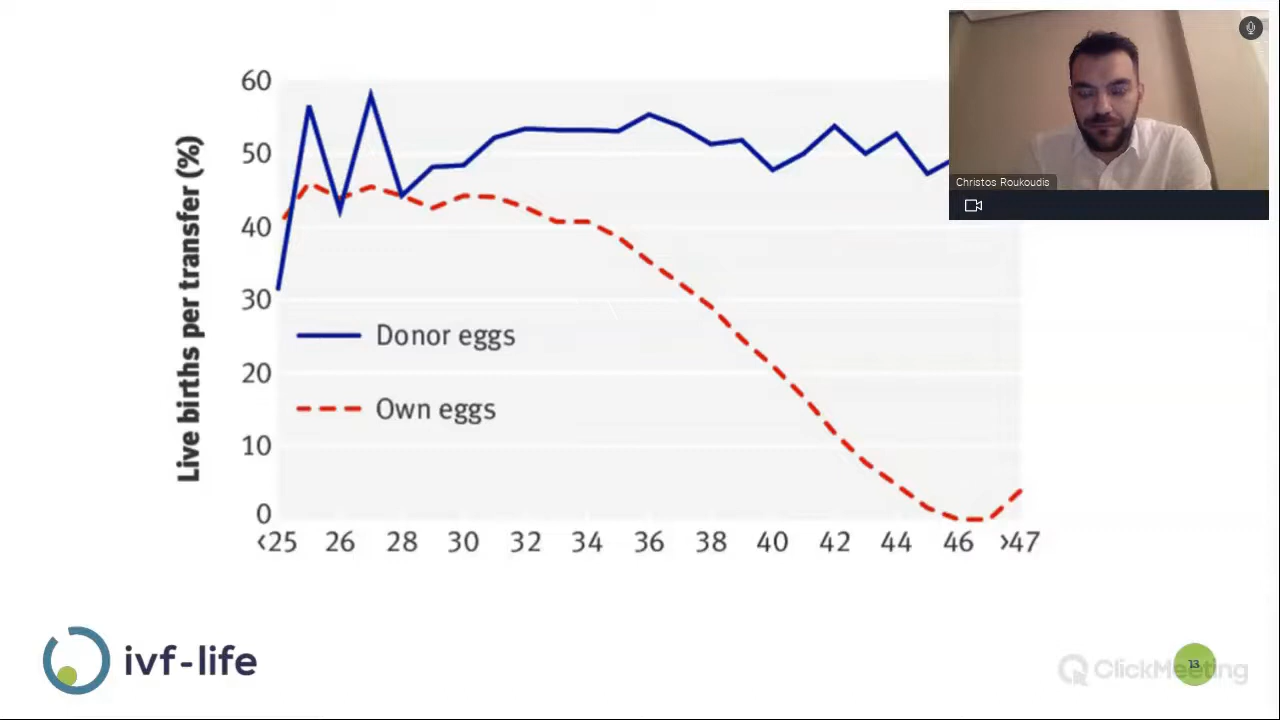 60
50
40
30
20
10
0
Live births per transfer (%)
Donor eggs
Own eggs
<25 26 28 30 32 34 36 38 40 42 44 46 >47
Christos Roukoudis
ivf-life
ClickMeeting
13